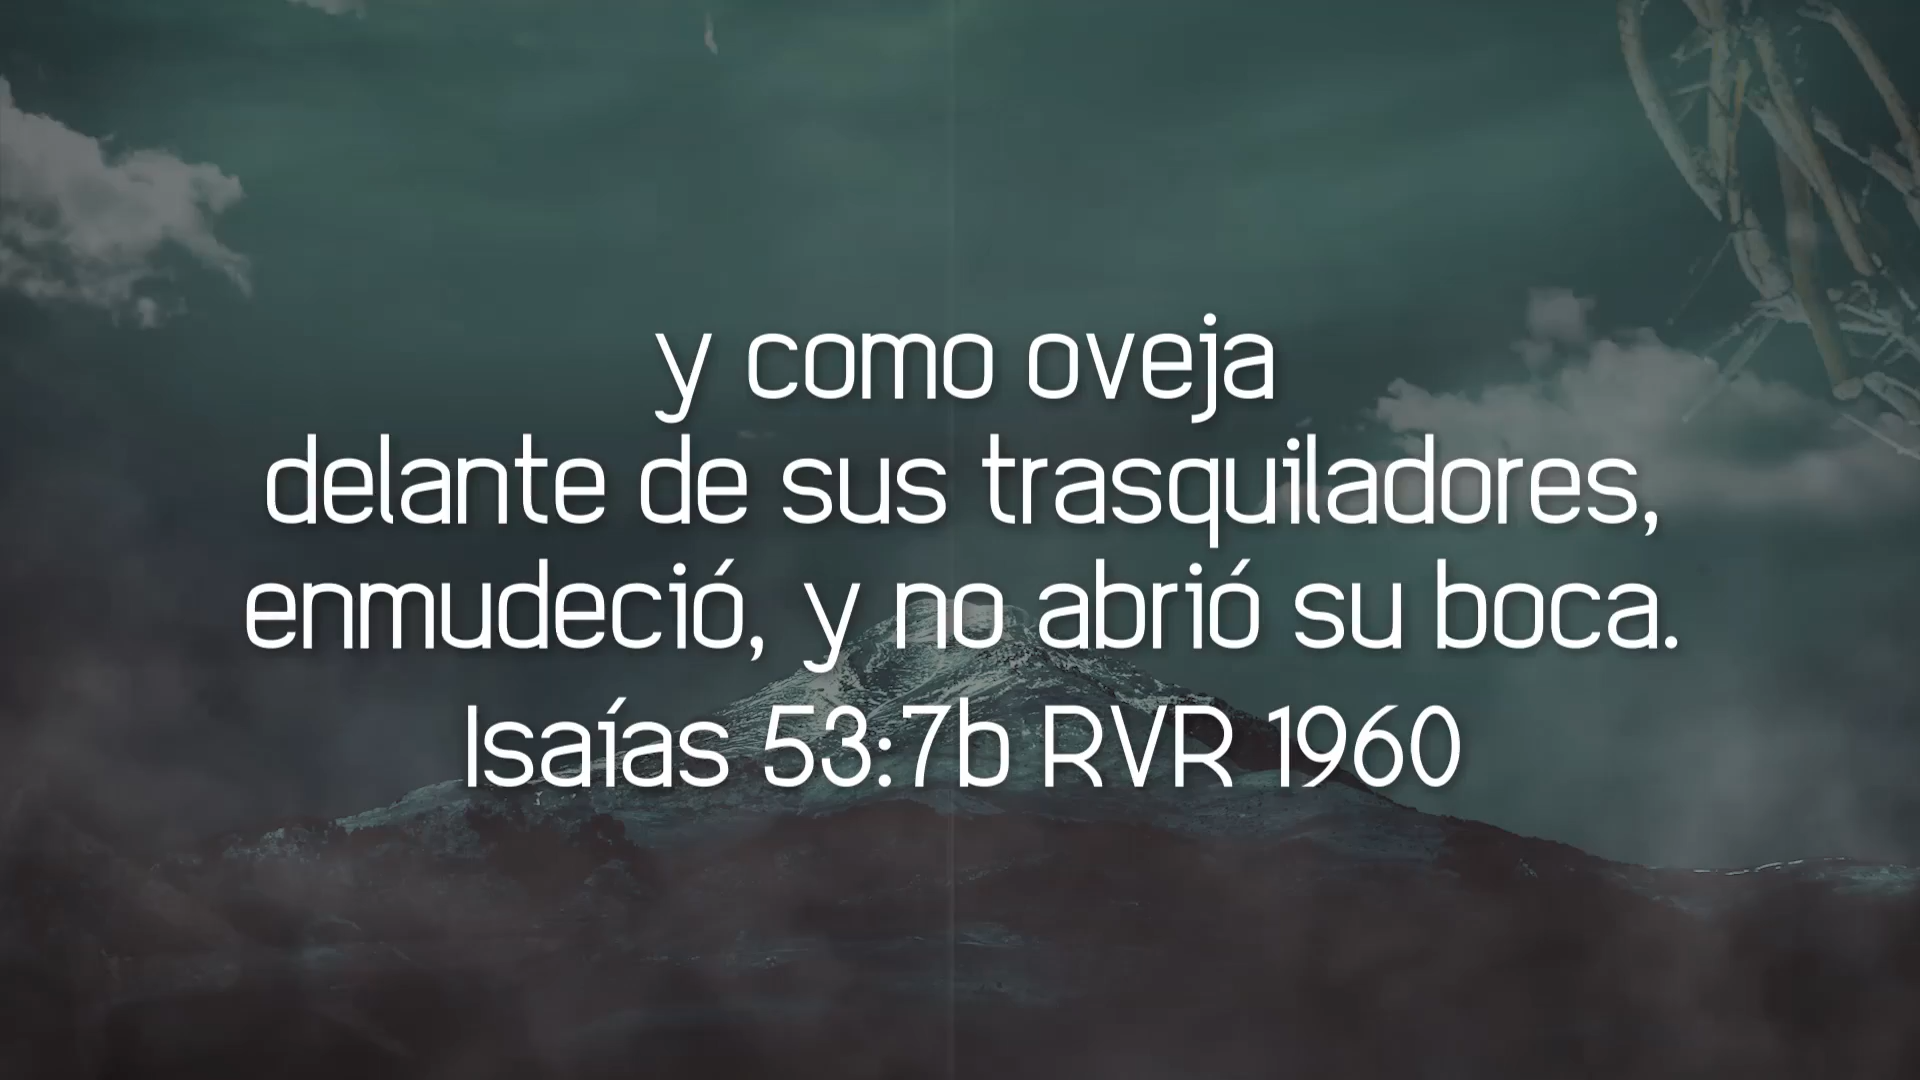 y como oveja
delante de sus trasquiladores,
enmudeció, y no abrió su boca.
Isaías 53:7b RVR 1960